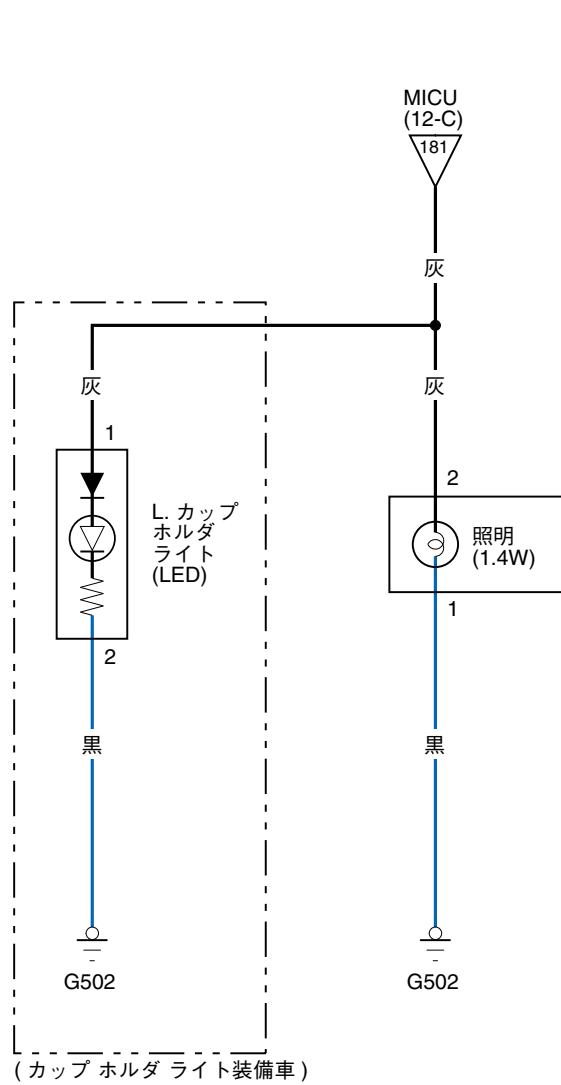 MICU
(12-C)
181
灰
灰
灰
1
2
L. カップ
ホルダ
ライト
(LED)
照明
(1.4W)
2
1
黒
黒
G502
G502
( カップ ホルダ ライト装備車 )